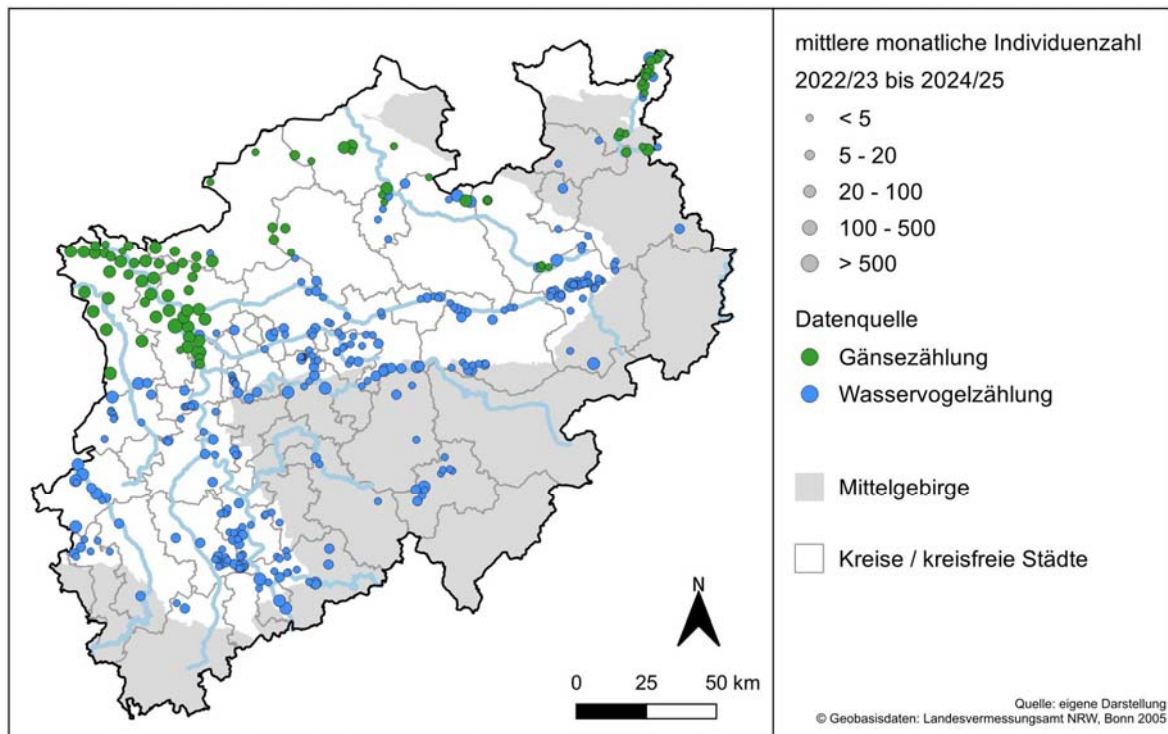 mittlere monatliche Individuenzahl
2022/23 bis 2024/25
< 5
5 - 20
20 - 100
100 - 500
> 500
Datenquelle
Gänsezählung
Wasservogelzählung
Mittelgebirge
Kreise / kreisfreie Städte
N
0 25 50 km
Quelle: eigene Darstellung
© Geobasisdaten: Landesvermessungsamt NRW, Bonn 2005